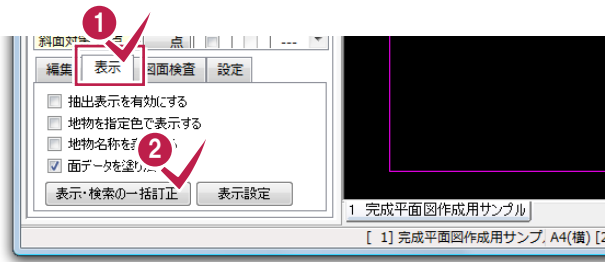 1
斜面対 点 点 ---
編集 表示 図面検査 設定
抽出表示を有効にする
地物を指定色で表示する
地物名称を
2
面データを塗り
表示・検索の一括訂正 表示設定
1 完成平面図作成用サンプル
[ 1] 完成平面図作成用サンプ, A4(横) [2